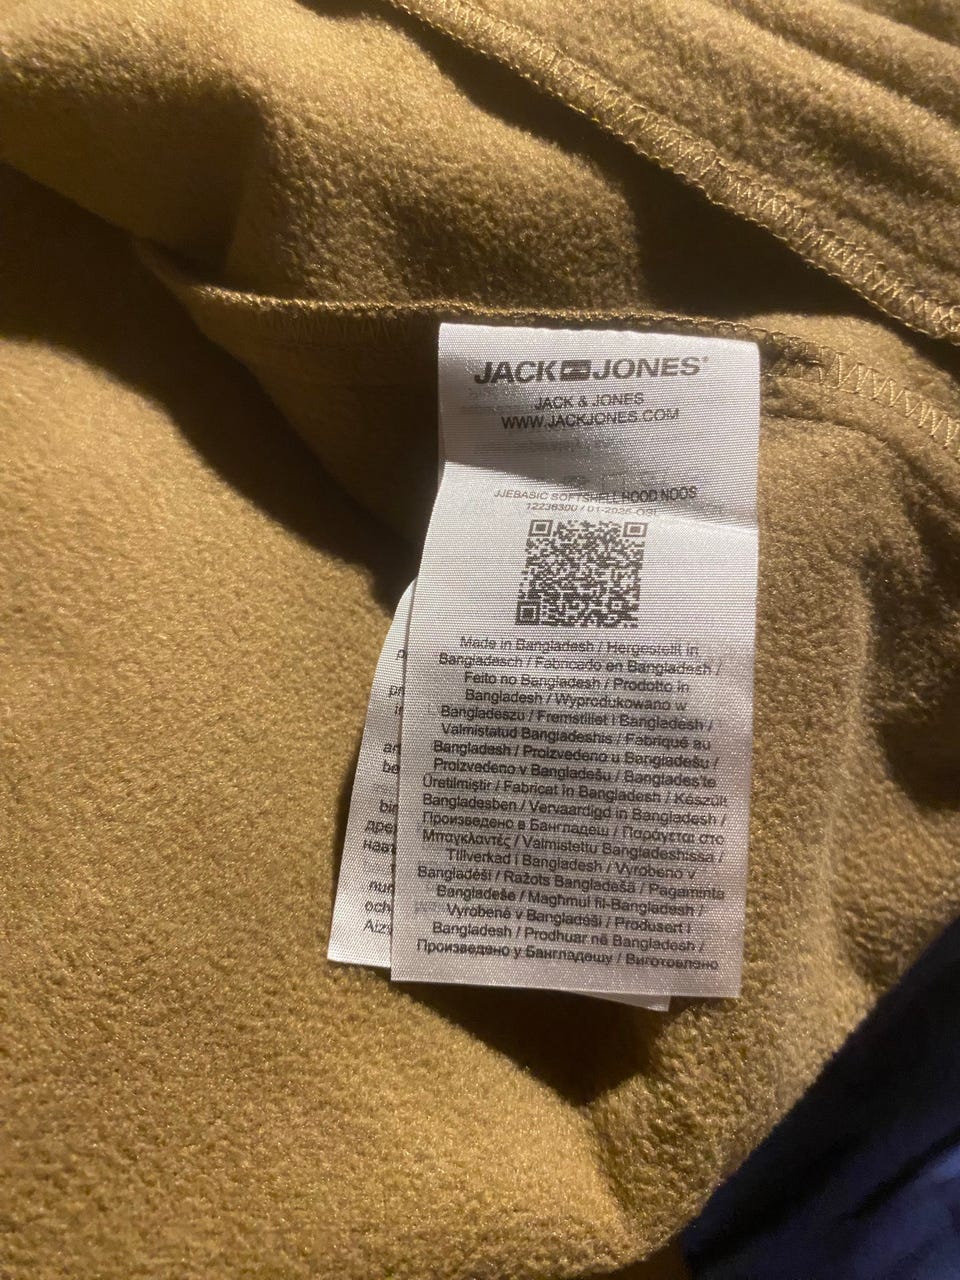 JACK JONES®
JACK & JONES
WWW.JACKJONES.COM
JJEBASIC SOFTSHELL HOOD NOOS
12236300 / 01-2025-OSL
Made in Bangladesh / Hergestellt in
Bangladesch / Fabricado en Bangladesh /
Feito no Bangladesh / Prodotto in
Bangladesh / Wyprodukowano w
Bangladeszu / Fremstillet i Bangladesh /
Valmistatud Bangladeshis / Fabriqué au
Bangladesh / Proizvedeno u Bangladešu /
Proizvedeno v Bangladešu / Bangladeş'te
Üretilmiştir / Fabricat în Bangladesh / Készült
Bangladesben / Vervaardigd in Bangladesh /
Произведено в Бангладеш / Παράγεται στο
Μπαγκλαντές / Valmistettu Bangladeshissa /
Tillverkad i Bangladesh / Vyrobeno v
Bangladéši / Ražots Bangladešā / Pagaminta
Bangladeše / Magħmul fil-Bangladesh /
Vyrobené v Bangladéši / Produsert i
Bangladesh / Prodhuar në Bangladesh /
Произведено у Бангладешу / Виготовлено